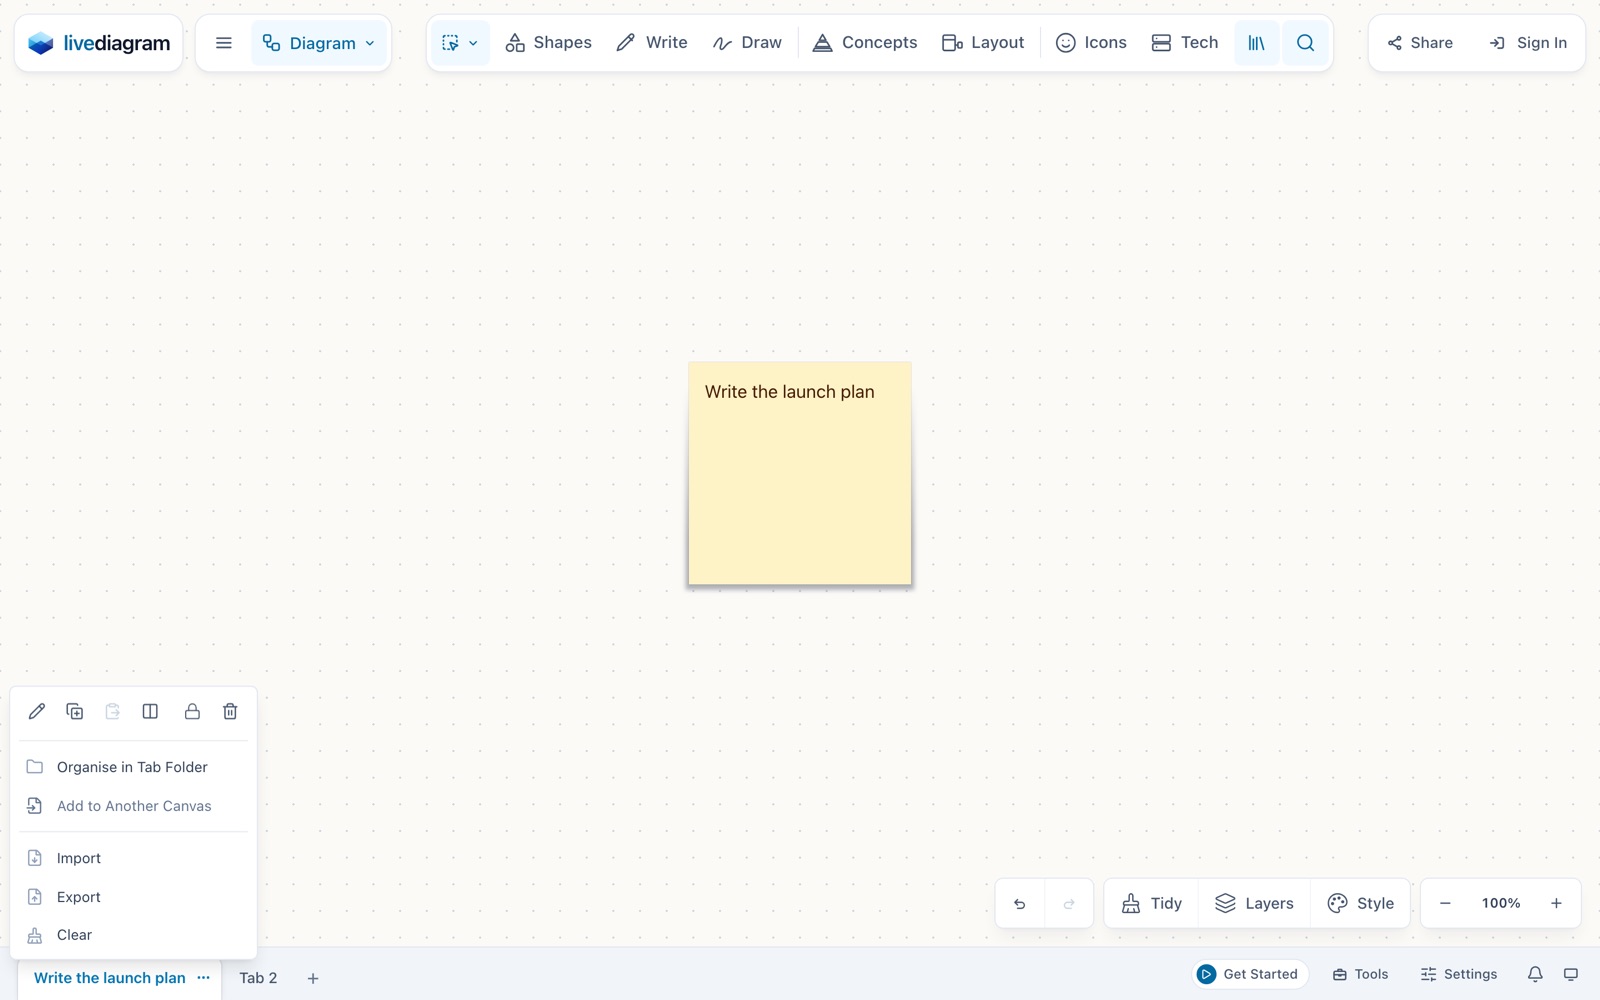 livediagram
Diagram
Shapes
Write
Draw
Concepts
Layout
Icons
Tech
Share
Sign In
Write the launch plan
Organise in Tab Folder
Add to Another Canvas
Import
Export
Clear
Tidy
Layers
Style
100%
Write the launch plan
Tab 2
Get Started
Tools
Settings